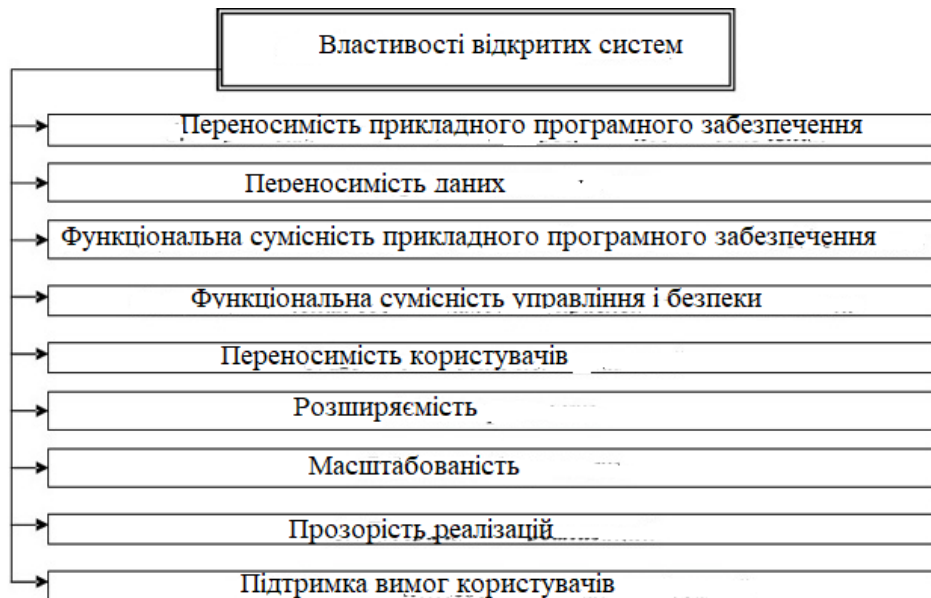 Властивості відкритих систем
Переносимість прикладного програмного забезпечення
Переносимість даних
Функціональна сумісність прикладного програмного забезпечення
Функціональна сумісність управління і безпеки
Переносимість користувачів
Розширяємість
Масштабованість
Прозорість реалізацій
Підтримка вимог користувачів